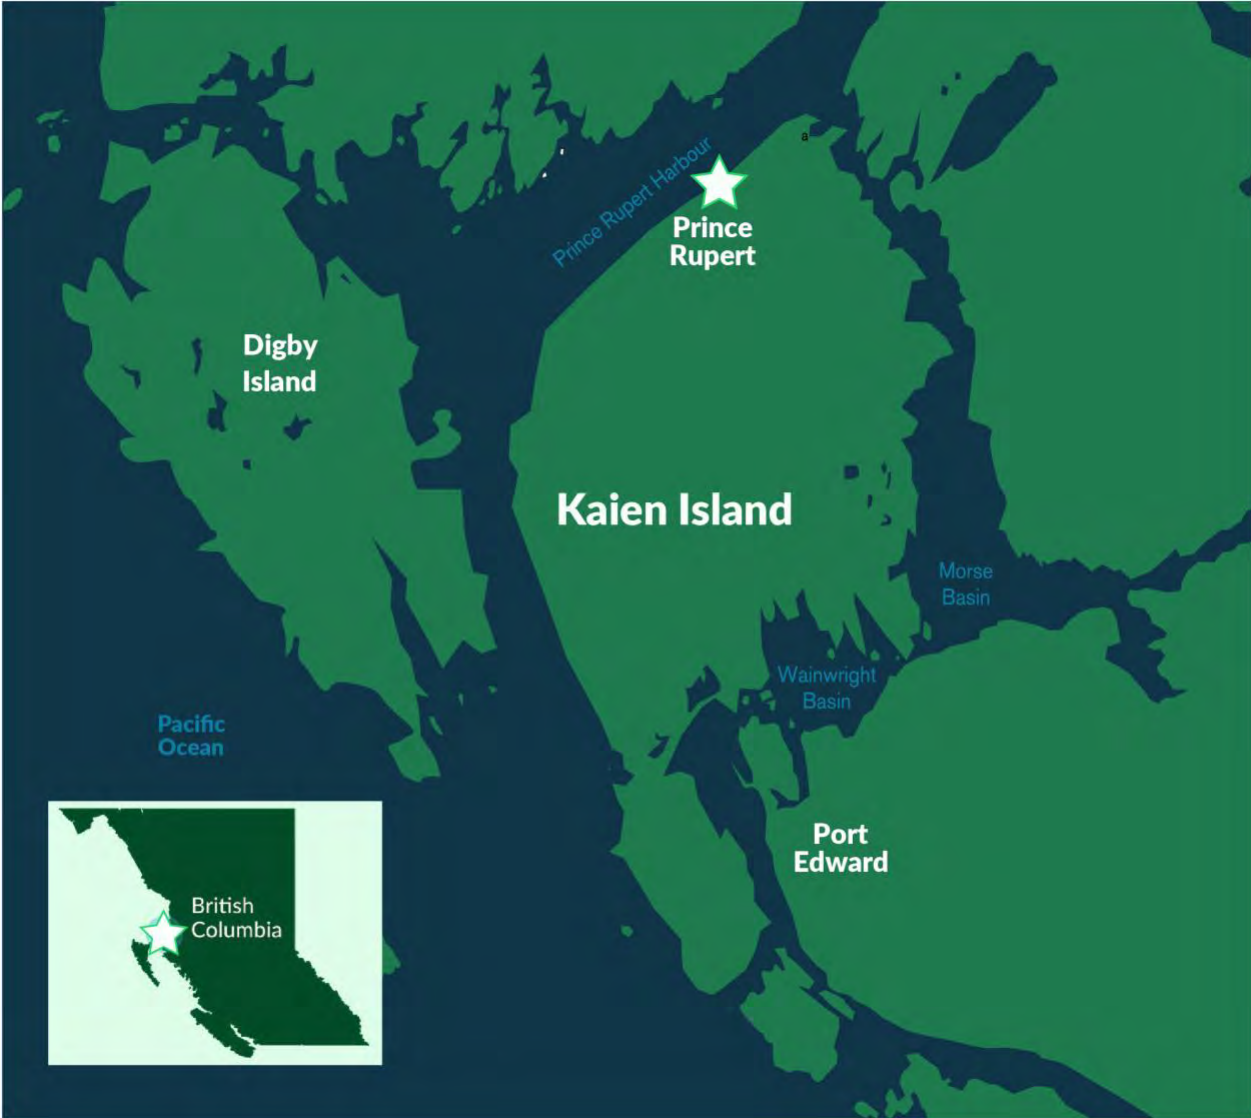 a
Prince Rupert Harbour
Prince
Rupert
Digby
Island
Kaien Island
Morse
Basin
Wainwright
Basin
Pacific
Ocean
Port
Edward
British
Columbia